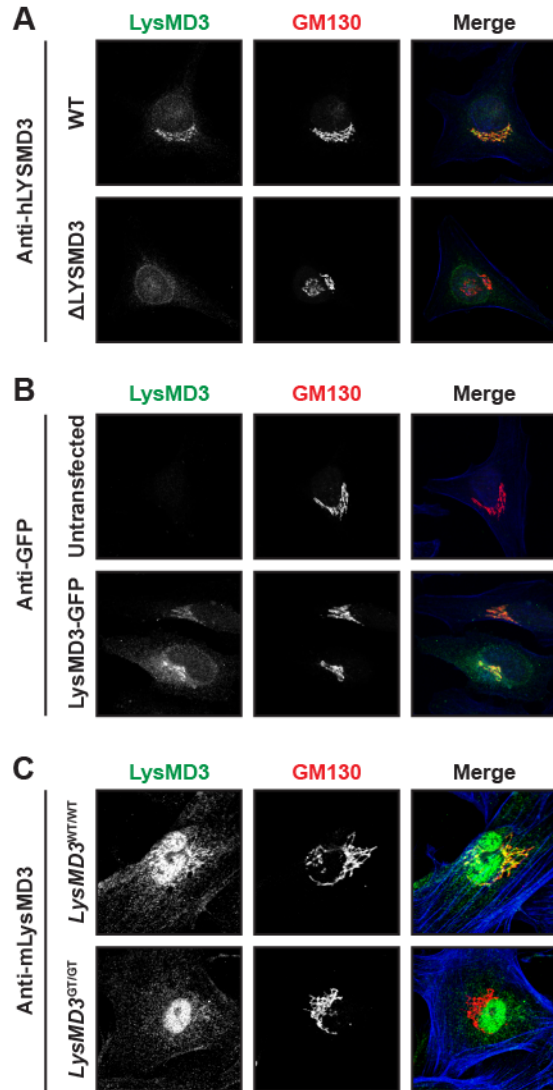 A
LysMD3 GM130 Merge
Anti-hLYSMD3
WT
ΔLYSMD3
B
LysMD3 GM130 Merge
Anti-GFP
Untransfected
LysMD3-GFP
C
LysMD3 GM130 Merge
Anti-mLysMD3
LysMD3WT/WT
LysMD3GT/GT